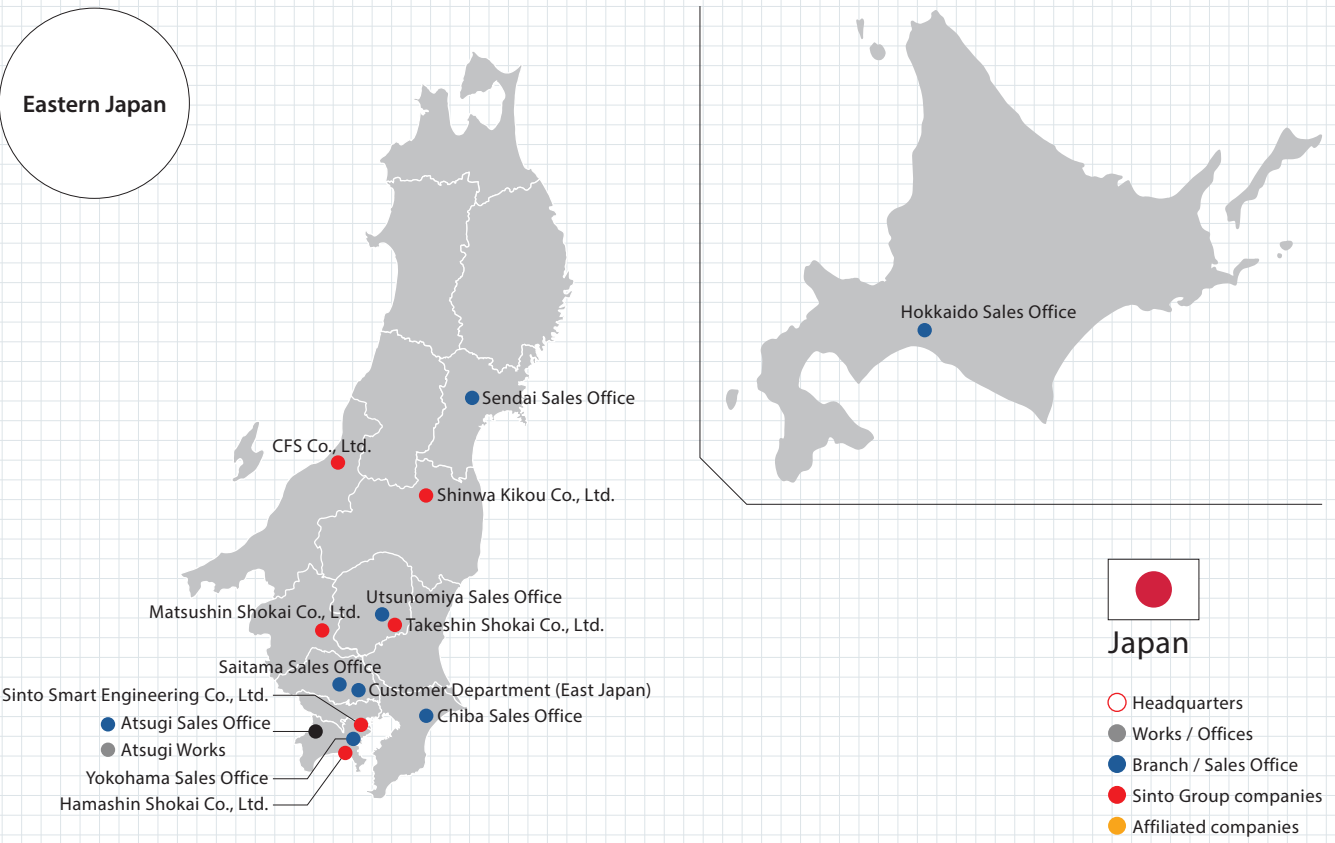 Eastern Japan
Hokkaido Sales Office
Sendai Sales Office
CFS Co., Ltd.
Shinwa Kikou Co., Ltd.
Utsunomiya Sales Office
Matsushin Shokai Co., Ltd.
Takeshin Shokai Co., Ltd.
Saitama Sales Office
Customer Department (East Japan)
Sinto Smart Engineering Co., Ltd.
Chiba Sales Office
Atsugi Sales Office
Atsugi Works
Yokohama Sales Office
Hamashin Shokai Co., Ltd.
Japan
Headquarters
Works / Offices
Branch / Sales Office
Sinto Group companies
Affiliated companies